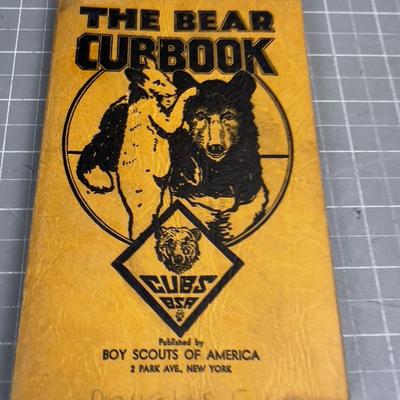 THE BEAR
CUBBOOK
CUBS
BSA
Published by
BOY SCOUTS OF AMERICA
2 PARK AVE., NEW YORK